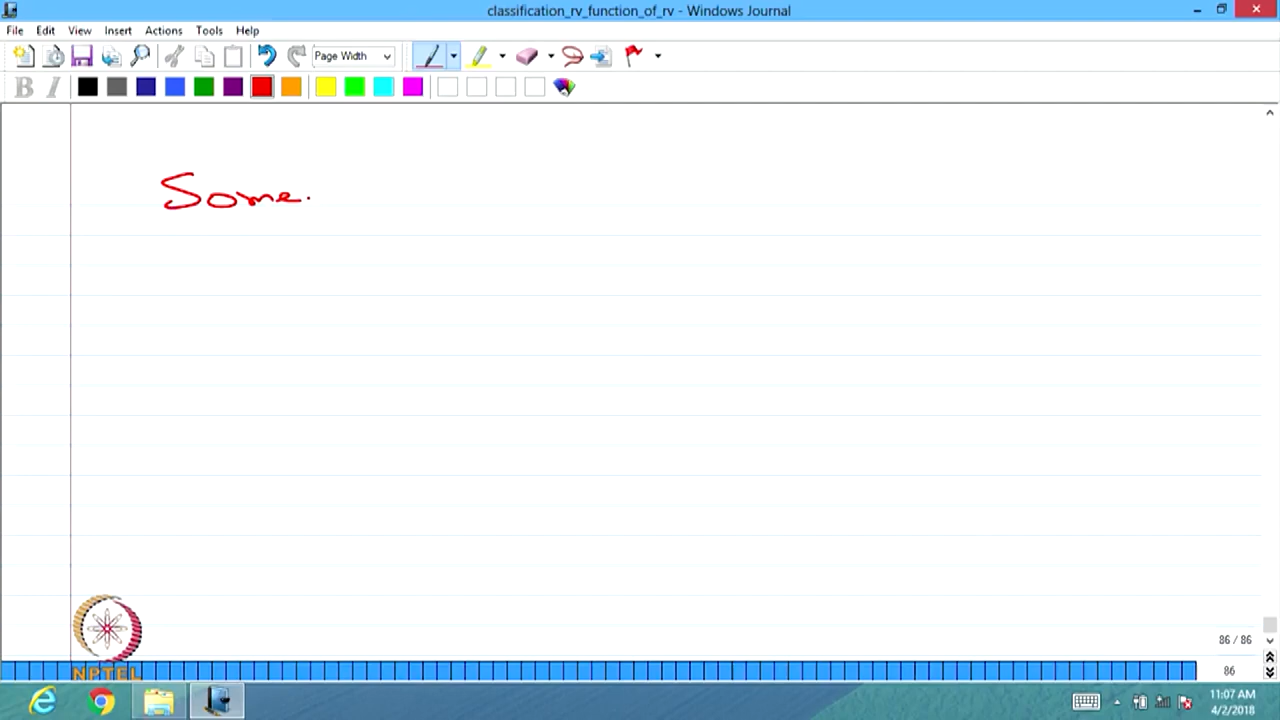 classification_rv_function_of_rv - Windows Journal
File Edit View Insert Actions Tools Help
Page Width
B I
Some
86 / 86
NPTEL
86
11:07 AM
4/2/2018